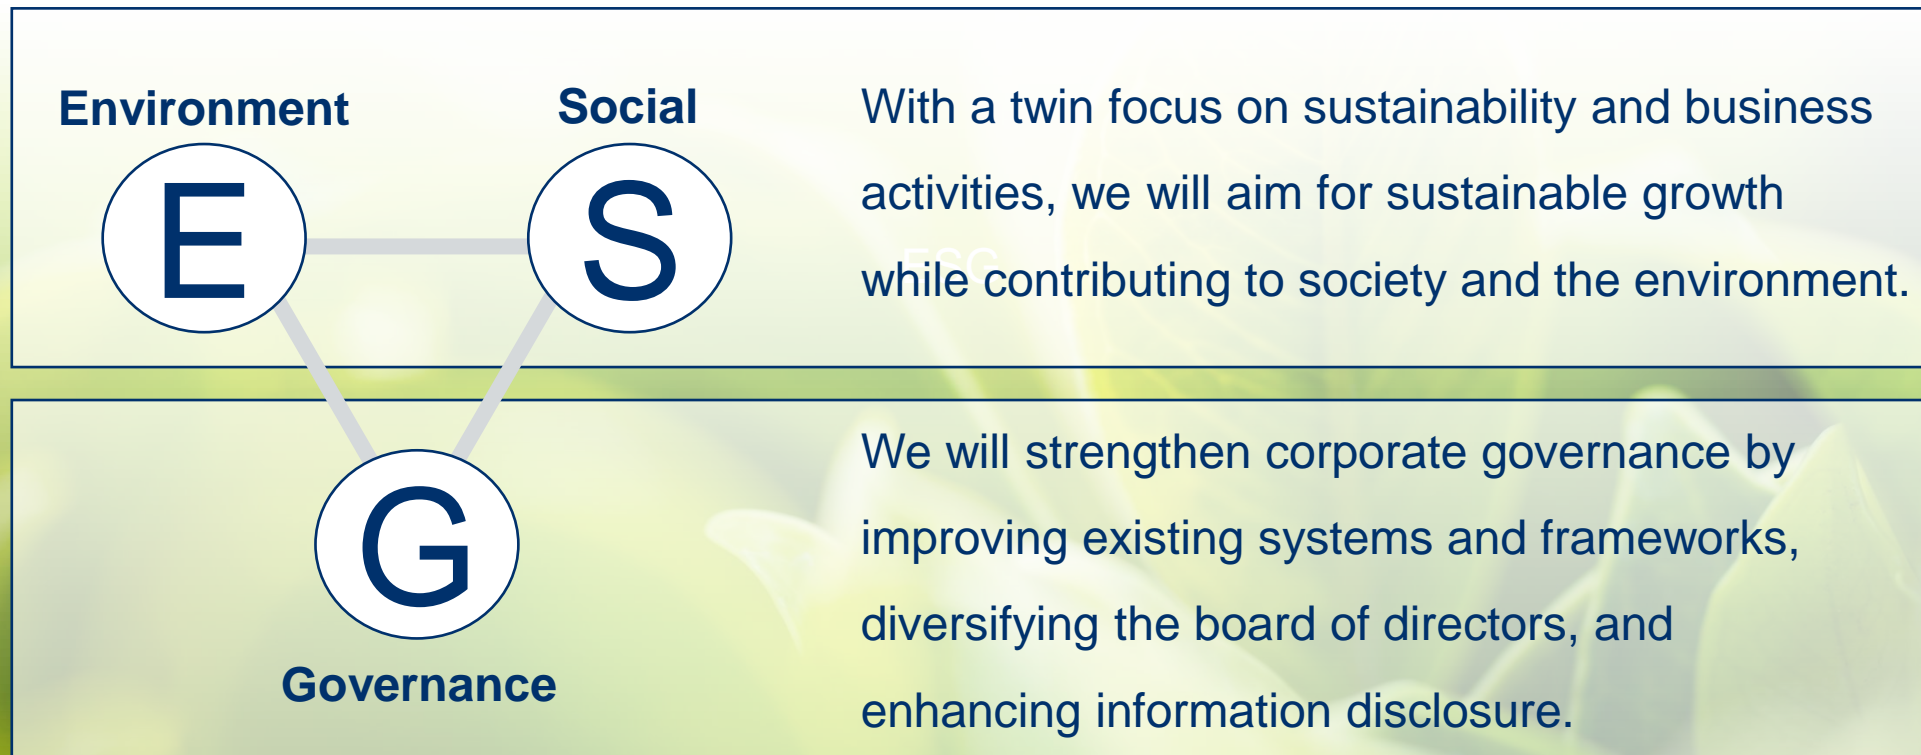 Environment
Social
E
S
With a twin focus on sustainability and business
activities, we will aim for sustainable growth
while contributing to society and the environment.
ESC
G
Governance
We will strengthen corporate governance by
improving existing systems and frameworks,
diversifying the board of directors, and
enhancing information disclosure.